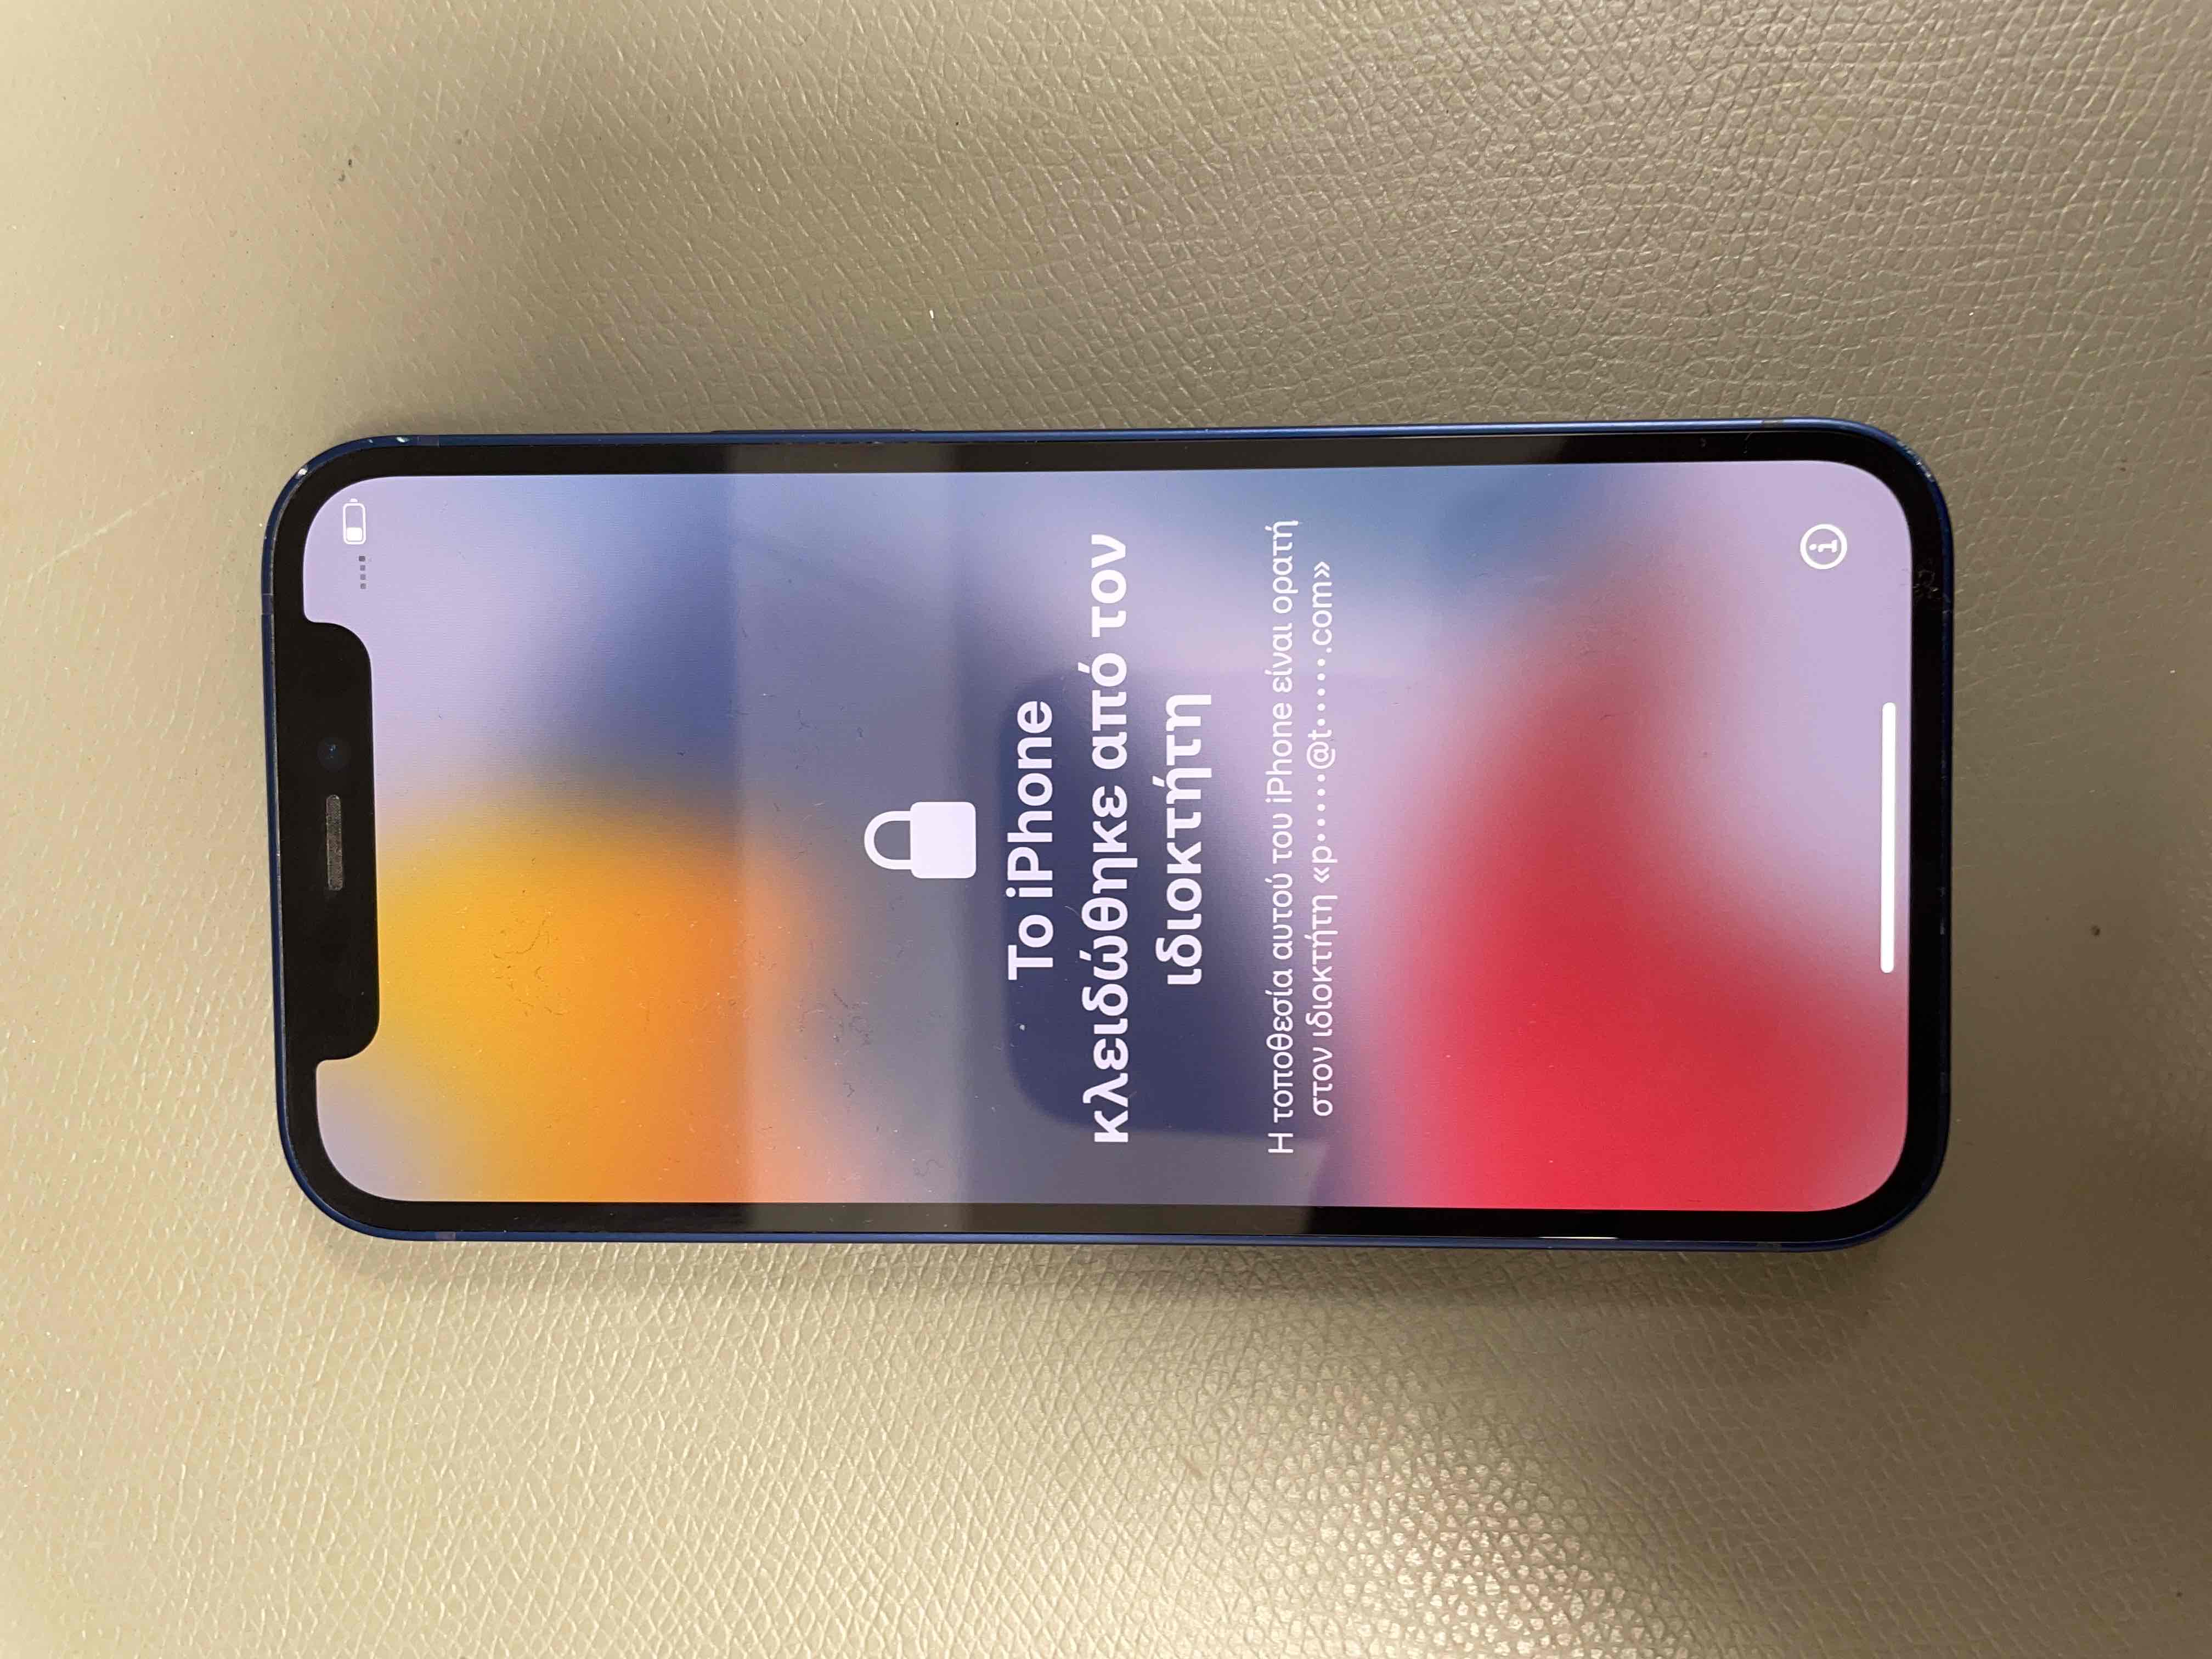 Το iPhone
κλειδώθηκε από τον
ιδιοκτήτη
Η τοποθεσία αυτού του iPhone είναι ορατή
στον ιδιοκτήτη «p•••••@t•••••.com»